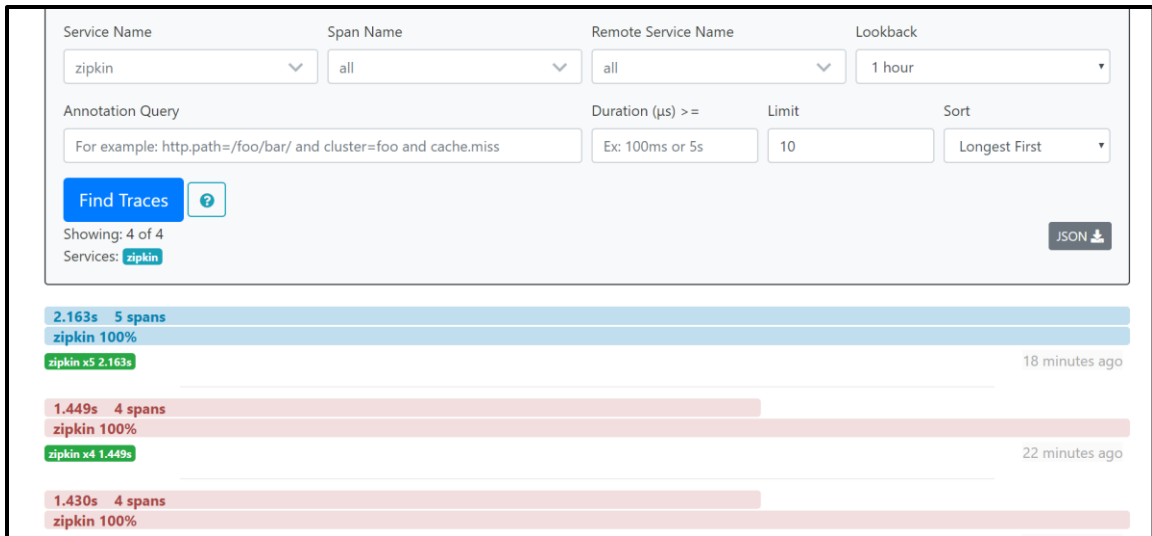 Service Name Span Name Remote Service Name Lookback
zipkin all all 1 hour
Annotation Query Duration (μs) >= Limit Sort
For example: http.path=/foo/bar/ and cluster=foo and cache.miss Ex: 100ms or 5s 10 Longest First
Find Traces ?
Showing: 4 of 4 JSON
Services: zipkin
2.163s 5 spans
zipkin 100%
zipkin x5 2.163s 18 minutes ago
1.449s 4 spans
zipkin 100%
zipkin x4 1.449s 22 minutes ago
1.430s 4 spans
zipkin 100%